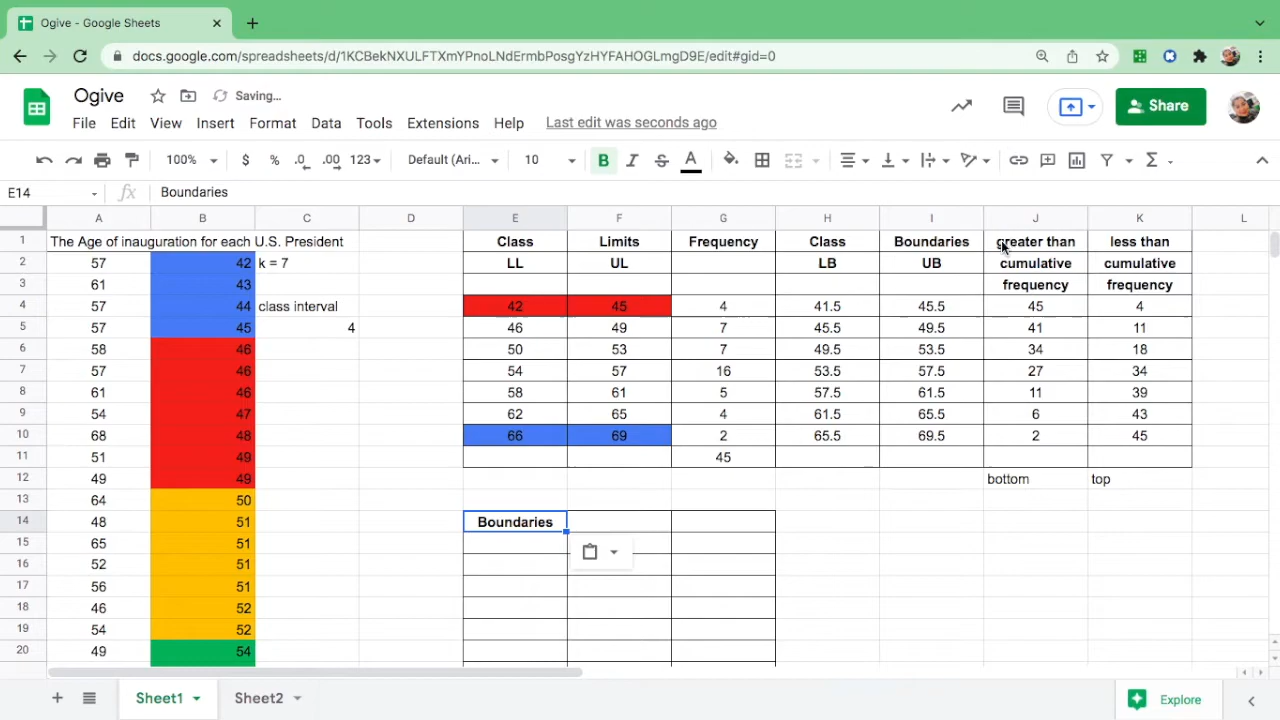 Ogive - Google Sheets
docs.google.com/spreadsheets/d/1KCBekNXULFTXmYPnoLNdErmbPosgYzHYFAHOGLmgD9E/edit#gid=0
Ogive Saving...
File Edit View Insert Format Data Tools Extensions Help Last edit was seconds ago
Share
100% $ % .0 .00 123 Default (Ari... 10 B I S A Σ
E14 fx Boundaries
A B C D E F G H I J K L
1 The Age of inauguration for each U.S. President Class Limits Frequency Class Boundaries greater than less than
2 57 42 k = 7 LL UL LB UB cumulative cumulative
3 61 43 frequency frequency
4 57 44 class interval 42 45 4 41.5 45.5 45 4
5 57 45 4 46 49 7 45.5 49.5 41 11
6 58 46 50 53 7 49.5 53.5 34 18
7 57 46 54 57 16 53.5 57.5 27 34
8 61 46 58 61 5 57.5 61.5 11 39
9 54 47 62 65 4 61.5 65.5 6 43
10 68 48 66 69 2 65.5 69.5 2 45
11 51 49 45
12 49 49 bottom top
13 64 50
14 48 51 Boundaries
15 65 51
16 52 51
17 56 51
18 46 52
19 54 52
20 49 54
Sheet1 Sheet2 Explore